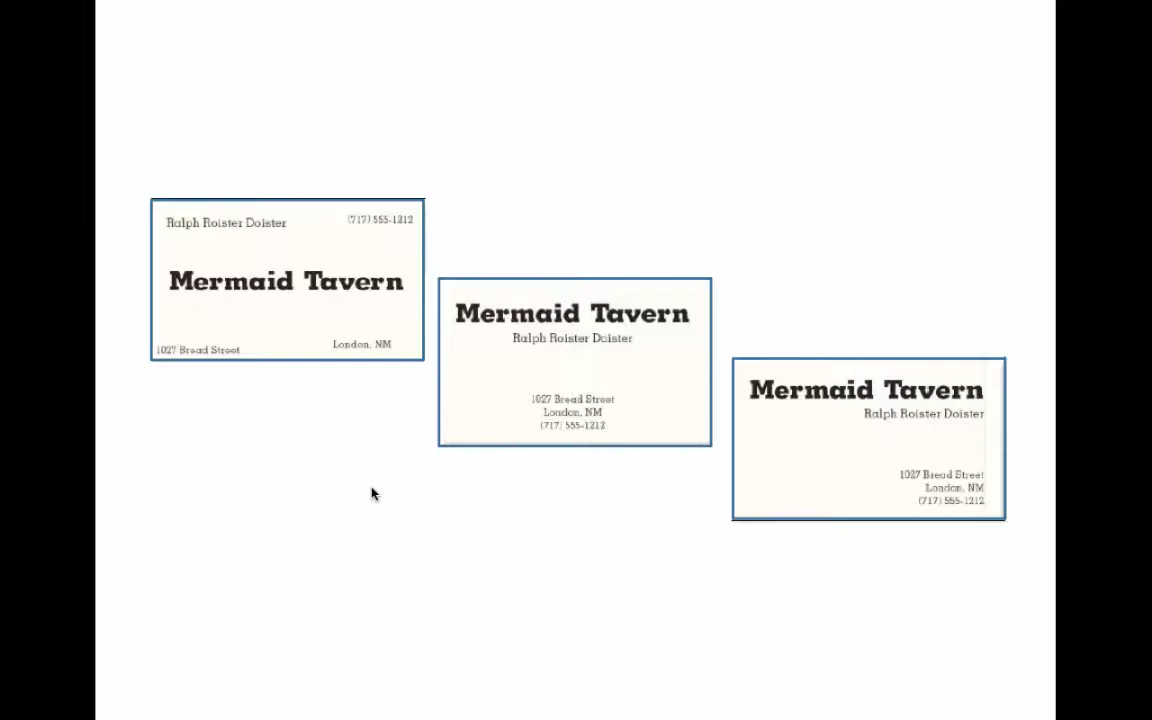 Ralph Roister Doister
(717) 555-1212
Mermaid Tavern
1027 Bread Street
London, NM
Mermaid Tavern
Ralph Roister Doister
1027 Bread Street
London, NM
(717) 555-1212
Mermaid Tavern
Ralph Roister Doister
1027 Bread Street
London, NM
(717) 555-1212